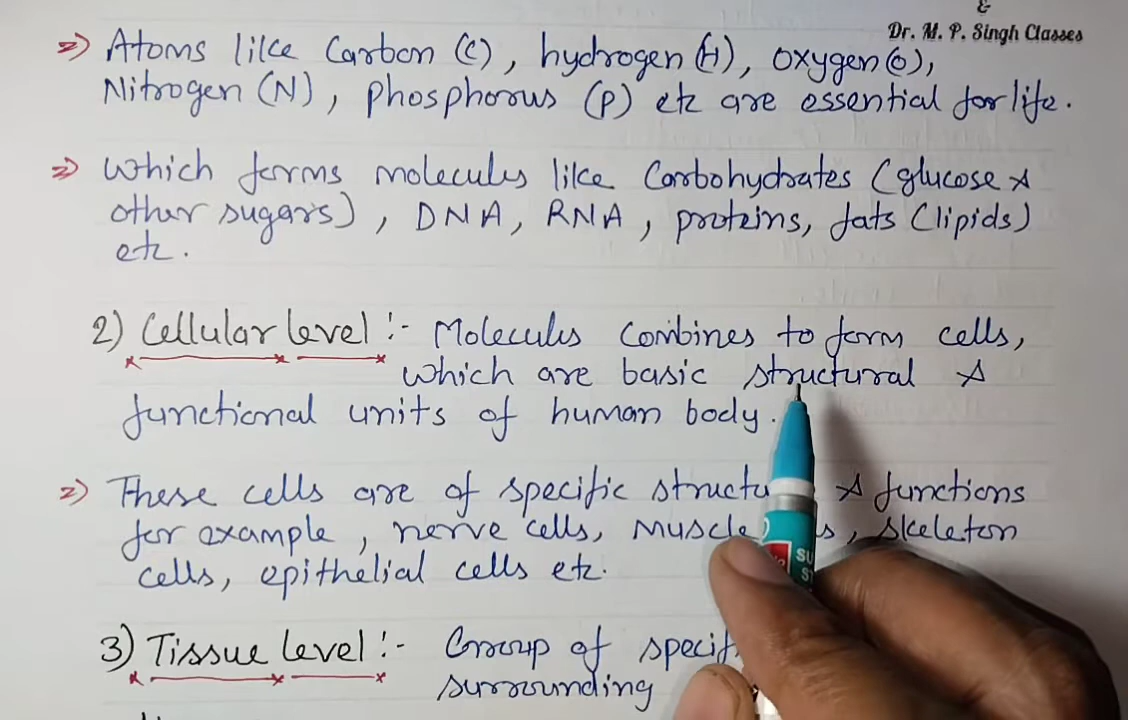 &
Dr. M. P. Singh Classes
=> Atoms like Carbon (C), hydrogen (H), oxygen (O),
Nitrogen (N), phosphorous (P) etc are essential for life.
=> Which forms molecules like Carbohydrates (glucose &
other sugars), DNA, RNA, proteins, fats (lipids)
etc.
2) Cellular level :- Molecules Combines to form cells,
which are basic structural &
functional units of human body.
=> These cells are of specific & functions
for example, nerve cells, muscle, skeleton
cells, epithelial cells etc.
3) Tissue level :- Group of
surrounding